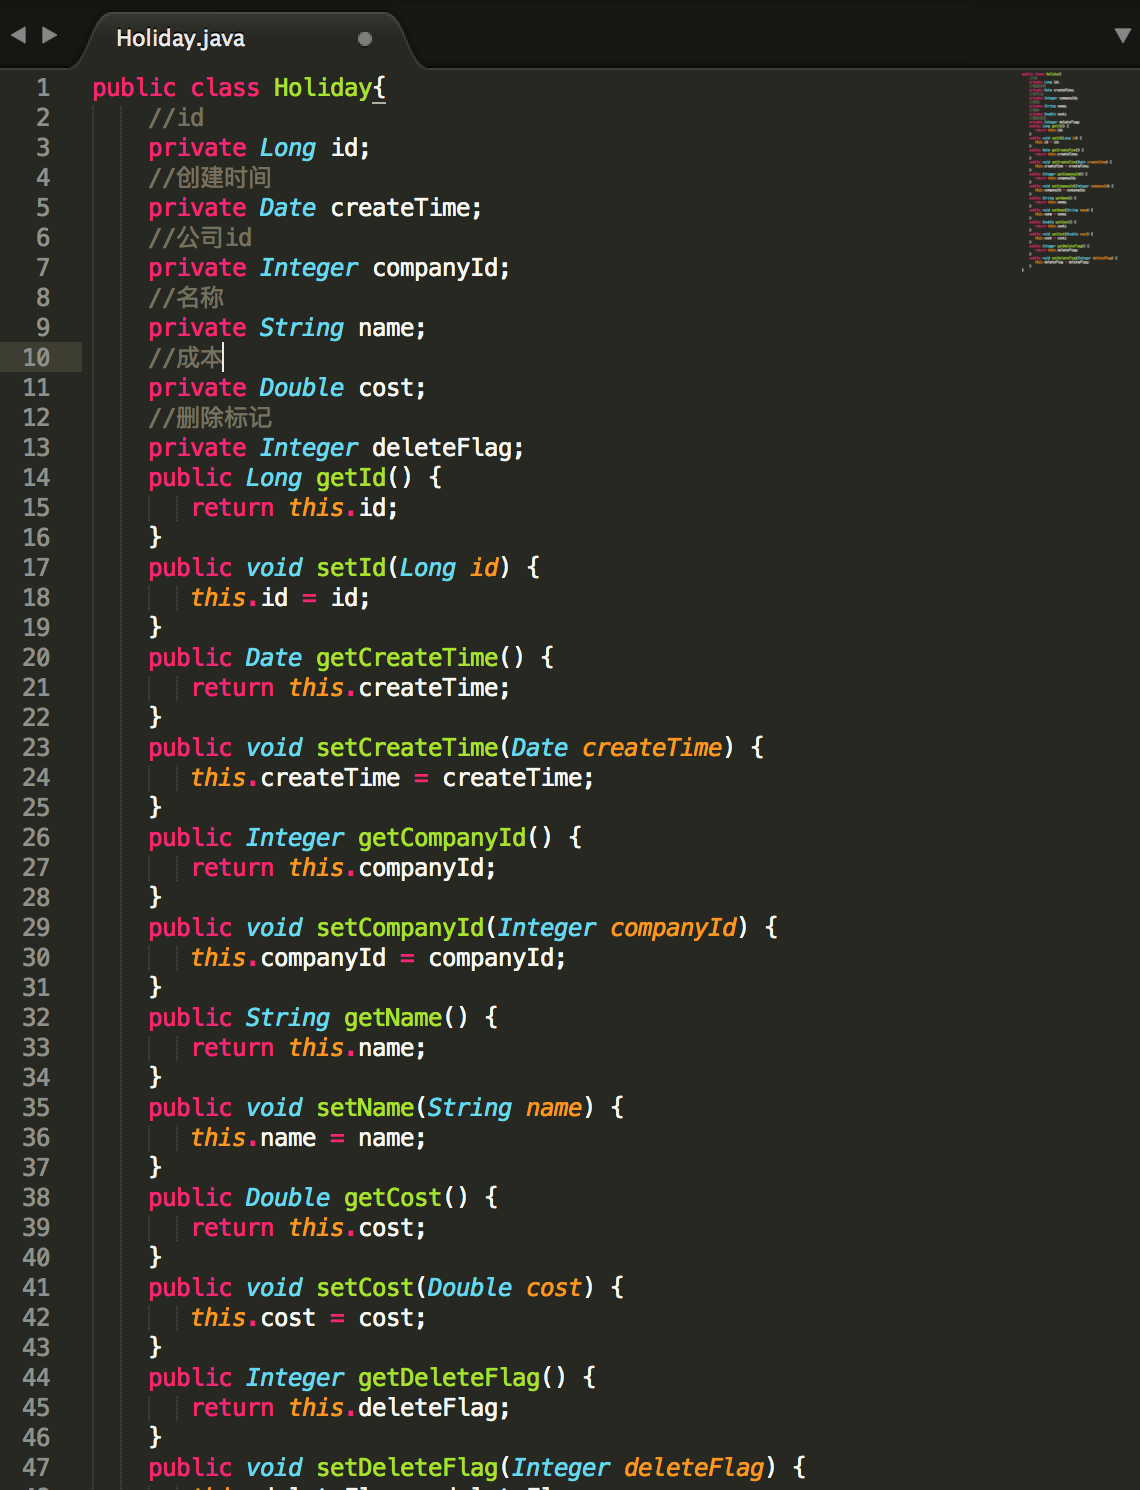 Holiday.java
1 public class Holiday{
2 //id
3 private Long id;
4 //创建时间
5 private Date createTime;
6 //公司id
7 private Integer companyId;
8 //名称
9 private String name;
10 //成本
11 private Double cost;
12 //删除标记
13 private Integer deleteFlag;
14 public Long getId() {
15 return this.id;
16 }
17 public void setId(Long id) {
18 this.id = id;
19 }
20 public Date getCreateTime() {
21 return this.createTime;
22 }
23 public void setCreateTime(Date createTime) {
24 this.createTime = createTime;
25 }
26 public Integer getCompanyId() {
27 return this.companyId;
28 }
29 public void setCompanyId(Integer companyId) {
30 this.companyId = companyId;
31 }
32 public String getName() {
33 return this.name;
34 }
35 public void setName(String name) {
36 this.name = name;
37 }
38 public Double getCost() {
39 return this.cost;
40 }
41 public void setCost(Double cost) {
42 this.cost = cost;
43 }
44 public Integer getDeleteFlag() {
45 return this.deleteFlag;
46 }
47 public void setDeleteFlag(Integer deleteFlag) {